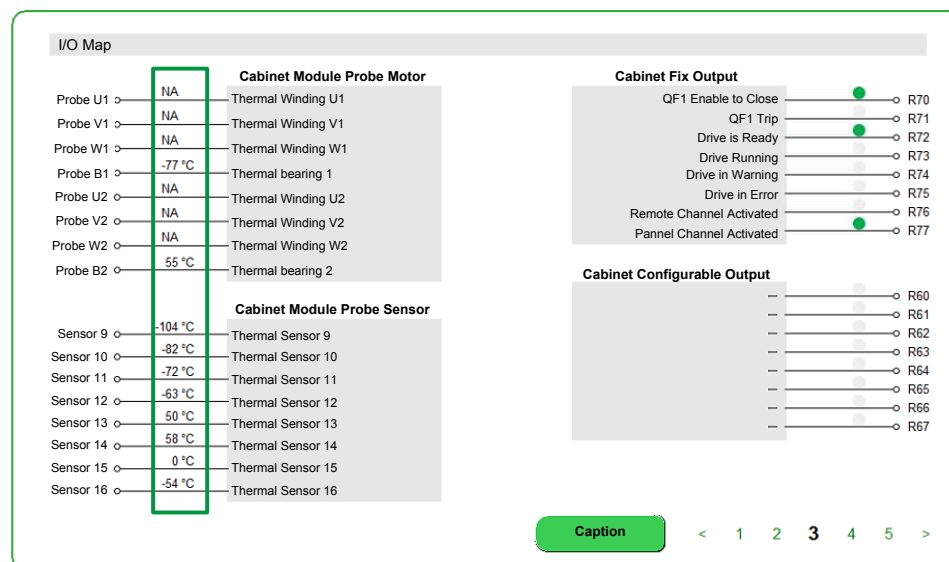 I/O Map
Cabinet Module Probe Motor
Probe U1 NA Thermal Winding U1
Probe V1 NA Thermal Winding V1
Probe W1 NA Thermal Winding W1
Probe B1 -77 °C Thermal bearing 1
Probe U2 NA Thermal Winding U2
Probe V2 NA Thermal Winding V2
Probe W2 NA Thermal Winding W2
Probe B2 55 °C Thermal bearing 2
Cabinet Module Probe Sensor
Sensor 9 -104 °C Thermal Sensor 9
Sensor 10 -82 °C Thermal Sensor 10
Sensor 11 -72 °C Thermal Sensor 11
Sensor 12 -63 °C Thermal Sensor 12
Sensor 13 50 °C Thermal Sensor 13
Sensor 14 58 °C Thermal Sensor 14
Sensor 15 0 °C Thermal Sensor 15
Sensor 16 -54 °C Thermal Sensor 16
Cabinet Fix Output
QF1 Enable to Close R70
QF1 Trip R71
Drive is Ready R72
Drive Running R73
Drive in Warning R74
Drive in Error R75
Remote Channel Activated R76
Pannel Channel Activated R77
Cabinet Configurable Output
— R60
— R61
— R62
— R63
— R64
— R65
— R66
— R67
Caption < 1 2 3 4 5 >